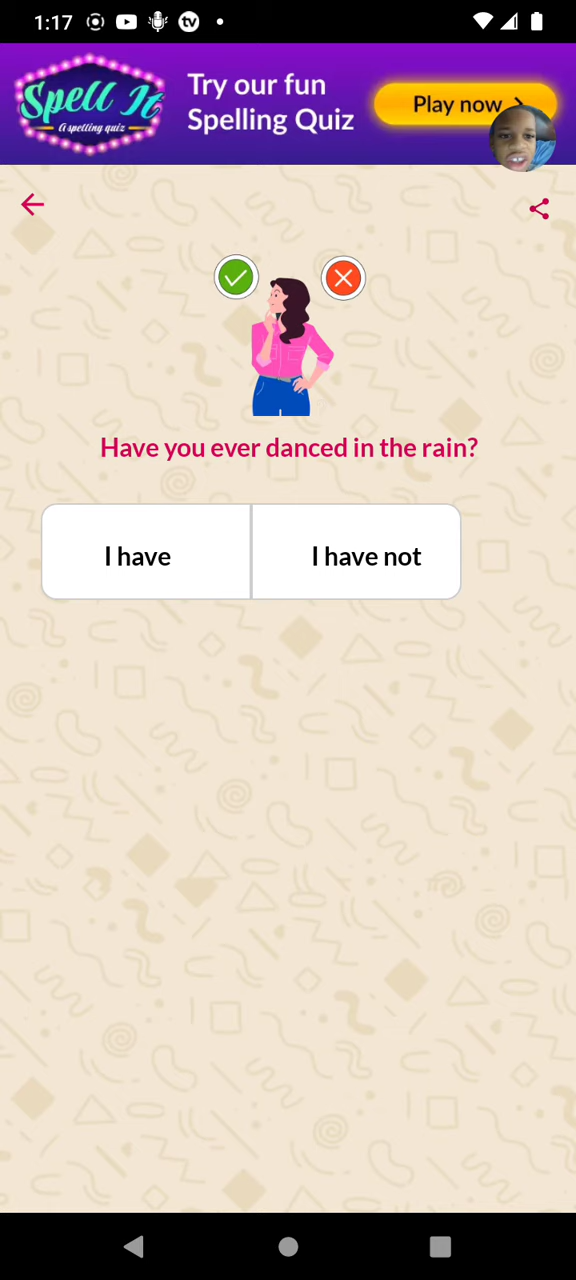 1:17
tv
Spell It
A spelling quiz
Try our fun
Spelling Quiz
Play now
Have you ever danced in the rain?
I have
I have not